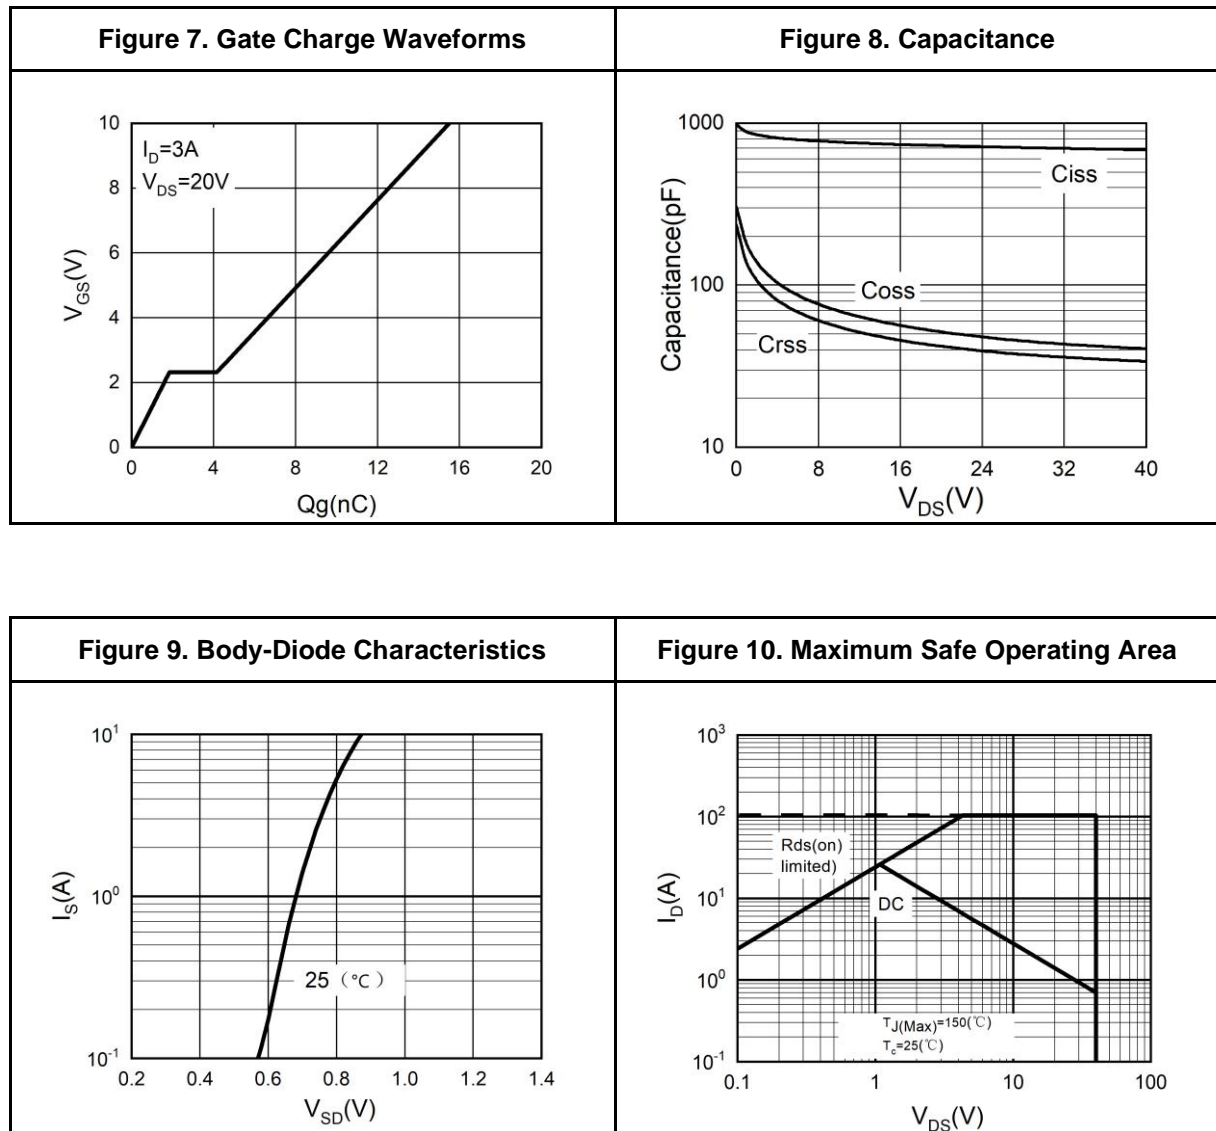 Figure 7. Gate Charge Waveforms
Figure 8. Capacitance
10
8
6
4
2
0
V_GS(V)
I_D=3A
V_DS=20V
0 4 8 12 16 20
Qg(nC)
1000
100
10
Capacitance(pF)
Ciss
Coss
Crss
0 8 16 24 32 40
V_DS(V)
Figure 9. Body-Diode Characteristics
Figure 10. Maximum Safe Operating Area
10^1
10^0
10^-1
I_S(A)
25（℃）
0.2 0.4 0.6 0.8 1.0 1.2 1.4
V_SD(V)
10^3
10^2
10^1
10^0
10^-1
I_D(A)
Rds(on)
limited)
DC
T_J(Max)=150(℃)
T_c=25(℃)
0.1 1 10 100
V_DS(V)